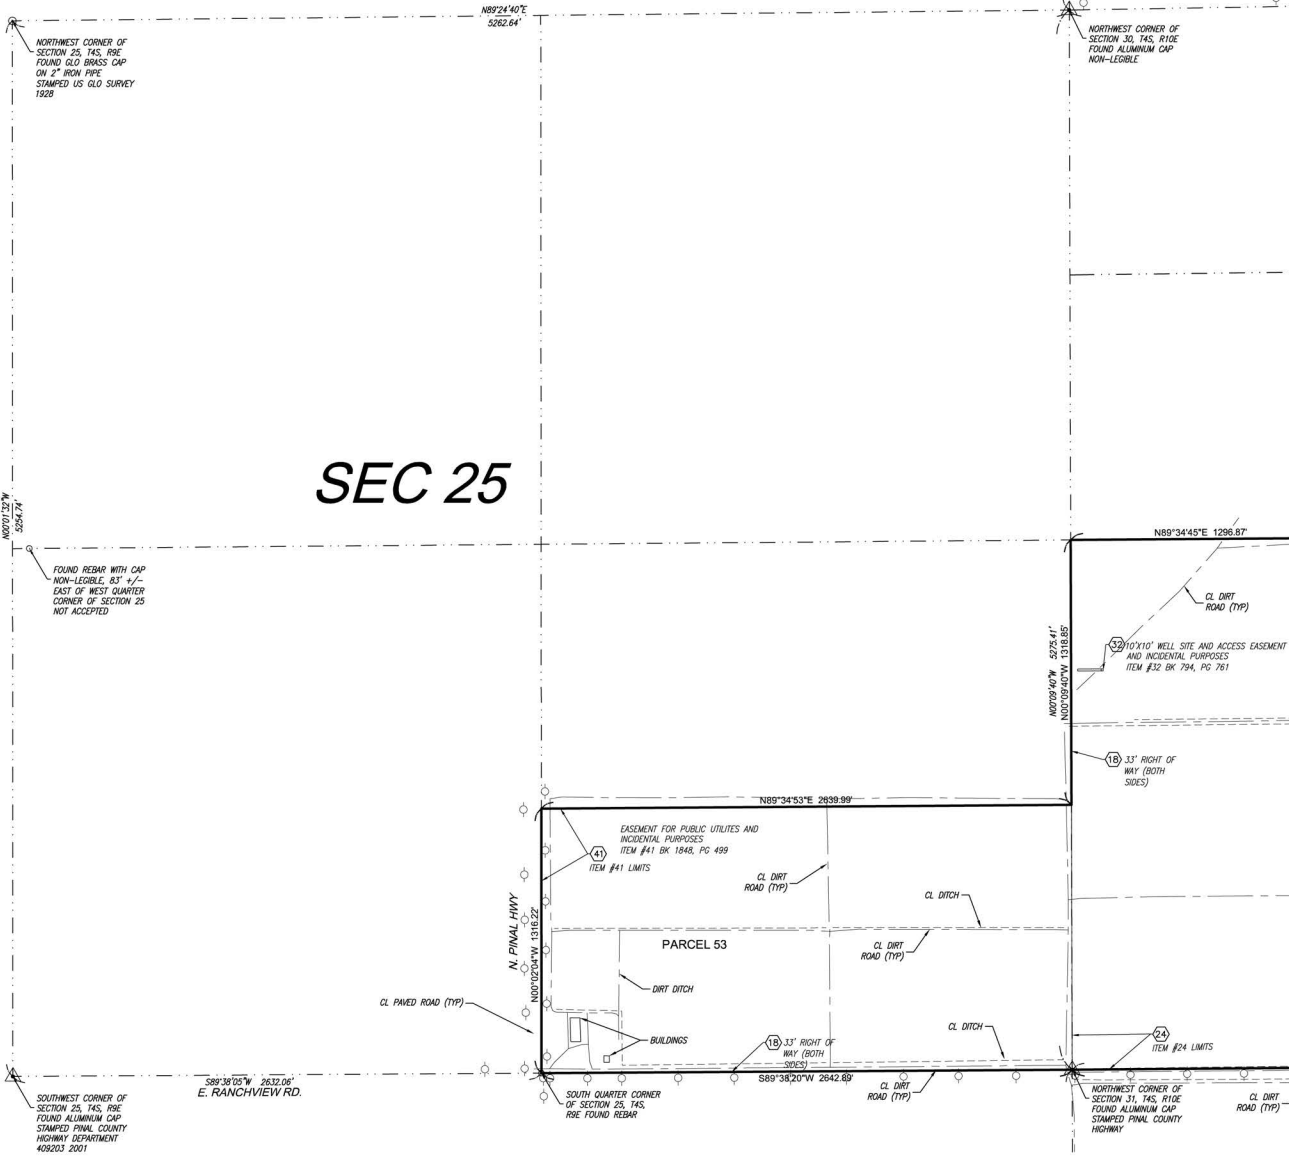 N89°24'40"E
5262.64'
NORTHWEST CORNER OF
SECTION 25, T4S, R9E
FOUND GLO BRASS CAP
ON 2" IRON PIPE
STAMPED US GLO SURVEY
1928
NORTHWEST CORNER OF
SECTION 30, T4S, R10E
FOUND ALUMINUM CAP
NON-LEGIBLE
SEC 25
N00°01'32"W
5254.74'
FOUND REBAR WITH CAP
NON-LEGIBLE, 83' +/-
EAST OF WEST QUARTER
CORNER OF SECTION 25
NOT ACCEPTED
N89°34'45"E 1296.87'
CL DIRT
ROAD (TYP)
N00°09'40"W 5275.41'
N00°09'40"W 1318.85'
32
10'X10' WELL SITE AND ACCESS EASEMENT
AND INCIDENTAL PURPOSES
ITEM #32 BK 794, PG 761
18
33' RIGHT OF
WAY (BOTH
SIDES)
N89°34'53"E 2639.99'
EASEMENT FOR PUBLIC UTILITES AND
INCIDENTAL PURPOSES
ITEM #41 BK 1848, PG 499
41
ITEM #41 LIMITS
CL DIRT
ROAD (TYP)
CL DITCH
N. PINAL HWY
N00°02'04"W 1316.22'
PARCEL 53
CL DIRT
ROAD (TYP)
DIRT DITCH
CL PAVED ROAD (TYP)
BUILDINGS
18
33' RIGHT OF
WAY (BOTH
SIDES)
CL DITCH
24
ITEM #24 LIMITS
S89°38'05"W 2632.06'
E. RANCHVIEW RD.
S89°38'20"W 2642.89'
SOUTHWEST CORNER OF
SECTION 25, T4S, R9E
FOUND ALUMINUM CAP
STAMPED PINAL COUNTY
HIGHWAY DEPARTMENT
409203 2001
SOUTH QUARTER CORNER
OF SECTION 25, T4S,
R9E FOUND REBAR
CL DIRT
ROAD (TYP)
NORTHWEST CORNER OF
SECTION 31, T4S, R10E
FOUND ALUMINUM CAP
STAMPED PINAL COUNTY
HIGHWAY
CL DIRT
ROAD (TYP)